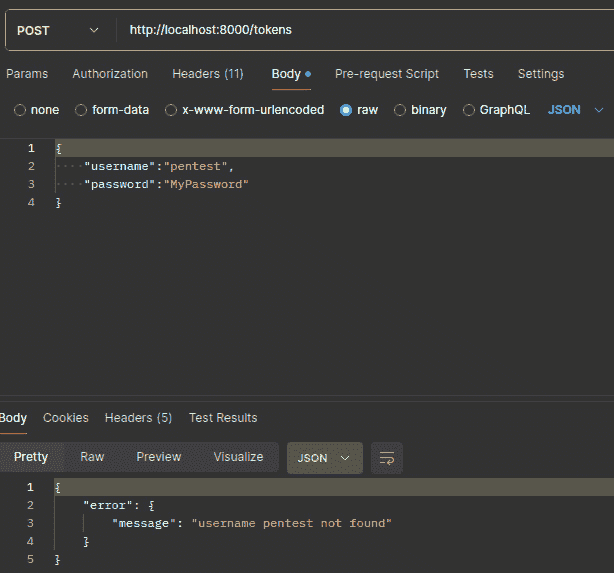 POST http://localhost:8000/tokens
Params Authorization Headers (11) Body Pre-request Script Tests Settings
none form-data x-www-form-urlencoded raw binary GraphQL JSON
1 {
2 "username":"pentest",
3 "password":"MyPassword"
4 }
Body Cookies Headers (5) Test Results
Pretty Raw Preview Visualize JSON
1 {
2 "error": {
3 "message": "username pentest not found"
4 }
5 }